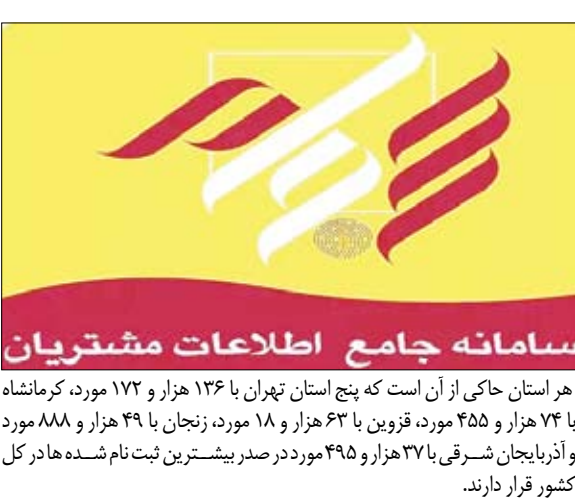 سجام
سامانه جامع اطلاعات مشتریان
هر استان حاکی از آن است که پنج استان تهران با ۱۳۶ هزار و ۱۷۲ مورد، کرمانشاه
با ۷۴ هزار و ۴۵۵ مورد، قزوین با ۶۳ هزار و ۱۸ مورد، زنجان با ۴۹ هزار و ۸۸۸ مورد
و آذربایجان شرقی با ۳۷ هزار و ۴۹۵ مورد در صدر بیشترین ثبت نام شده ها در کل
کشور قرار دارند.